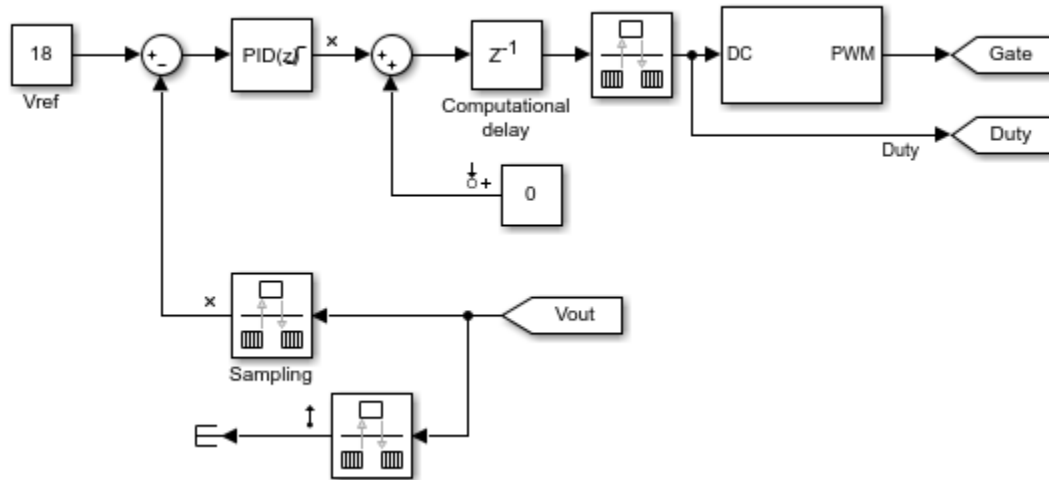 18
Vref
PID(z)
Z-1
Computational
delay
DC
PWM
Gate
Duty
Duty
0
Vout
Sampling